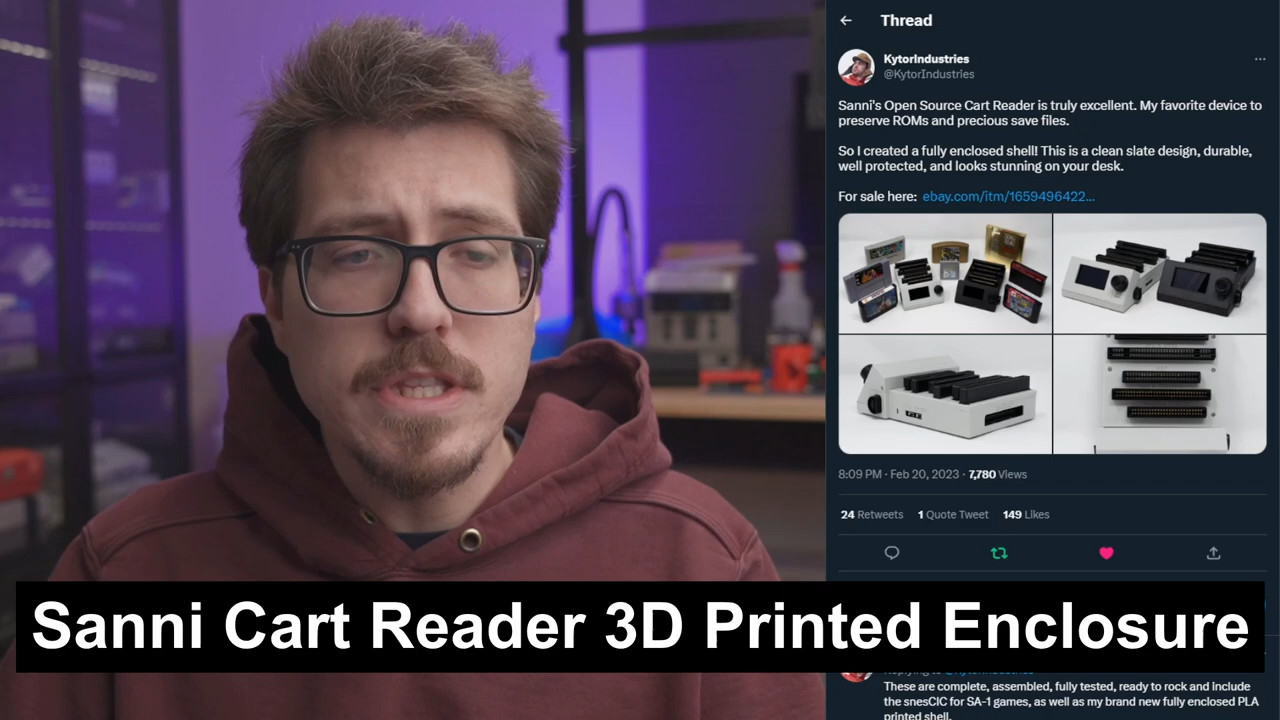 Thread
KytorIndustries
@KytorIndustries
Sanni's Open Source Cart Reader is truly excellent. My favorite device to
preserve ROMs and precious save files.
So I created a fully enclosed shell! This is a clean slate design, durable,
well protected, and looks stunning on your desk.
For sale here: ebay.com/itm/1659496422...
8:09 PM · Feb 20, 2023 · 7,780 Views
24 Retweets 1 Quote Tweet 149 Likes
Sanni Cart Reader 3D Printed Enclosure
These are complete, assembled, fully tested, ready to rock and include
the snesCIC for SA-1 games, as well as my brand new fully enclosed PLA
printed shell.